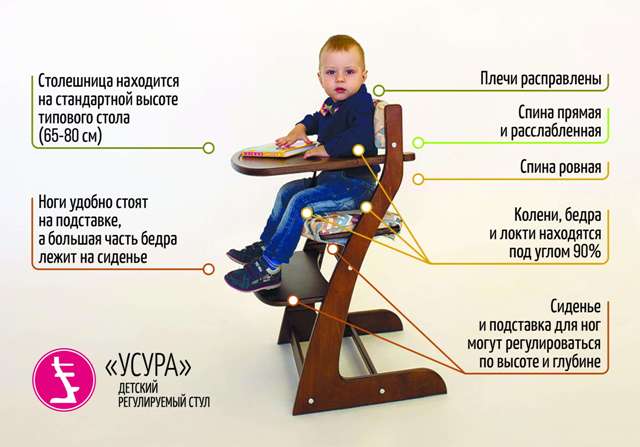 Столешница находится
на стандартной высоте
типового стола
(65-80 см)
Ноги удобно стоят
на подставке,
а большая часть бедра
лежит на сиденье
Плечи расправлены
Спина прямая
и расслабленная
Спина ровная
Колени, бедра
и локти находятся
под углом 90%
Сиденье
и подставка для ног
могут регулироваться
по высоте и глубине
«УСУРА»
ДЕТСКИЙ
РЕГУЛИРУЕМЫЙ СТУЛ